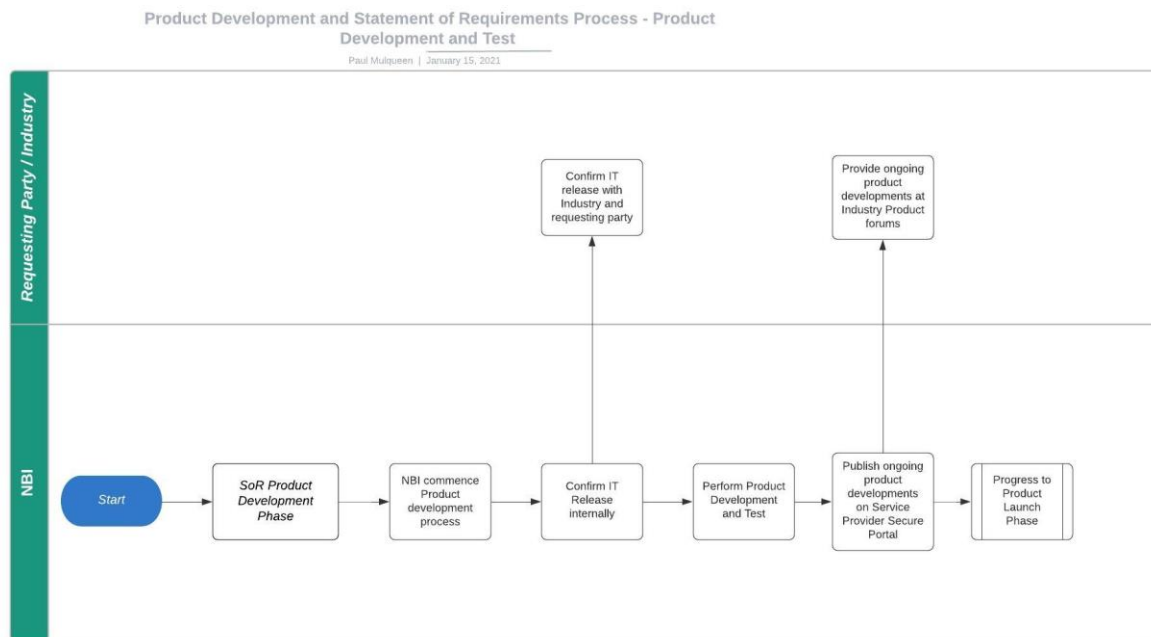 Product Development and Statement of Requirements Process - Product
Development and Test
Paul Mulqueen | January 15, 2021
Requesting Party / Industry
Confirm IT
release with
Industry and
requesting party
Provide ongoing
product
developments at
Industry Product
forums
NBI
Start
SoR Product
Development
Phase
NBI commence
Product
development
process
Confirm IT
Release
internally
Perform Product
Development
and Test
Publish ongoing
product
developments
on Service
Provider Secure
Portal
Progress to
Product
Launch
Phase